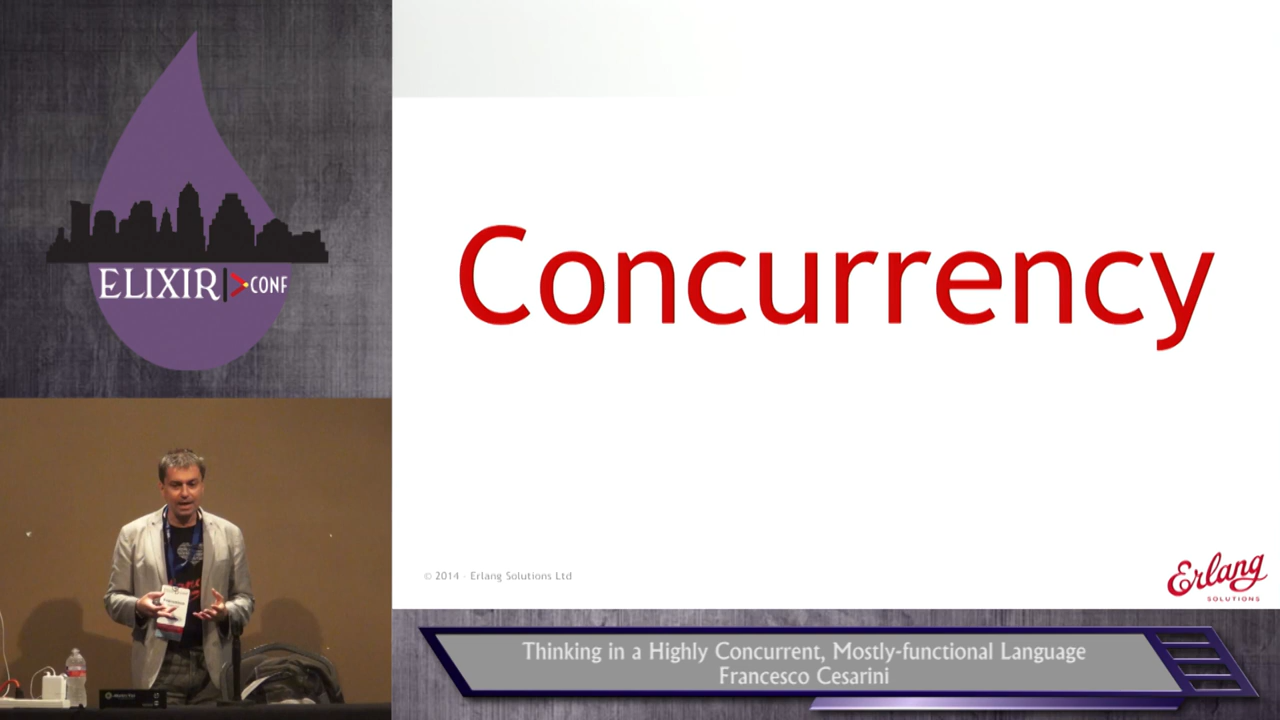 ELIXIR|>CONF
Concurrency
© 2014 - Erlang Solutions Ltd
Erlang
SOLUTIONS
Thinking in a Highly Concurrent, Mostly-functional Language
Francesco Cesarini